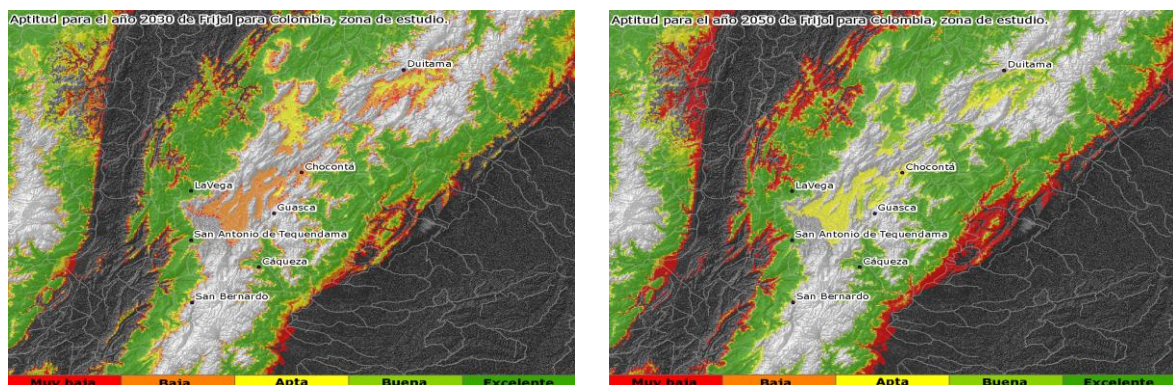 Aptitud para el año 2030 de Frijol para Colombia, zona de estudio.
Duitama
Chocontá
LaVega
Guasca
San Antonio de Tequendama
Cáqueza
San Bernardo
Muy baja Baja Apta Buena Excelente
Aptitud para el año 2050 de Frijol para Colombia, zona de estudio.
Duitama
Chocontá
LaVega
Guasca
San Antonio de Tequendama
Cáqueza
San Bernardo
Muy baja Baja Apta Buena Excelente